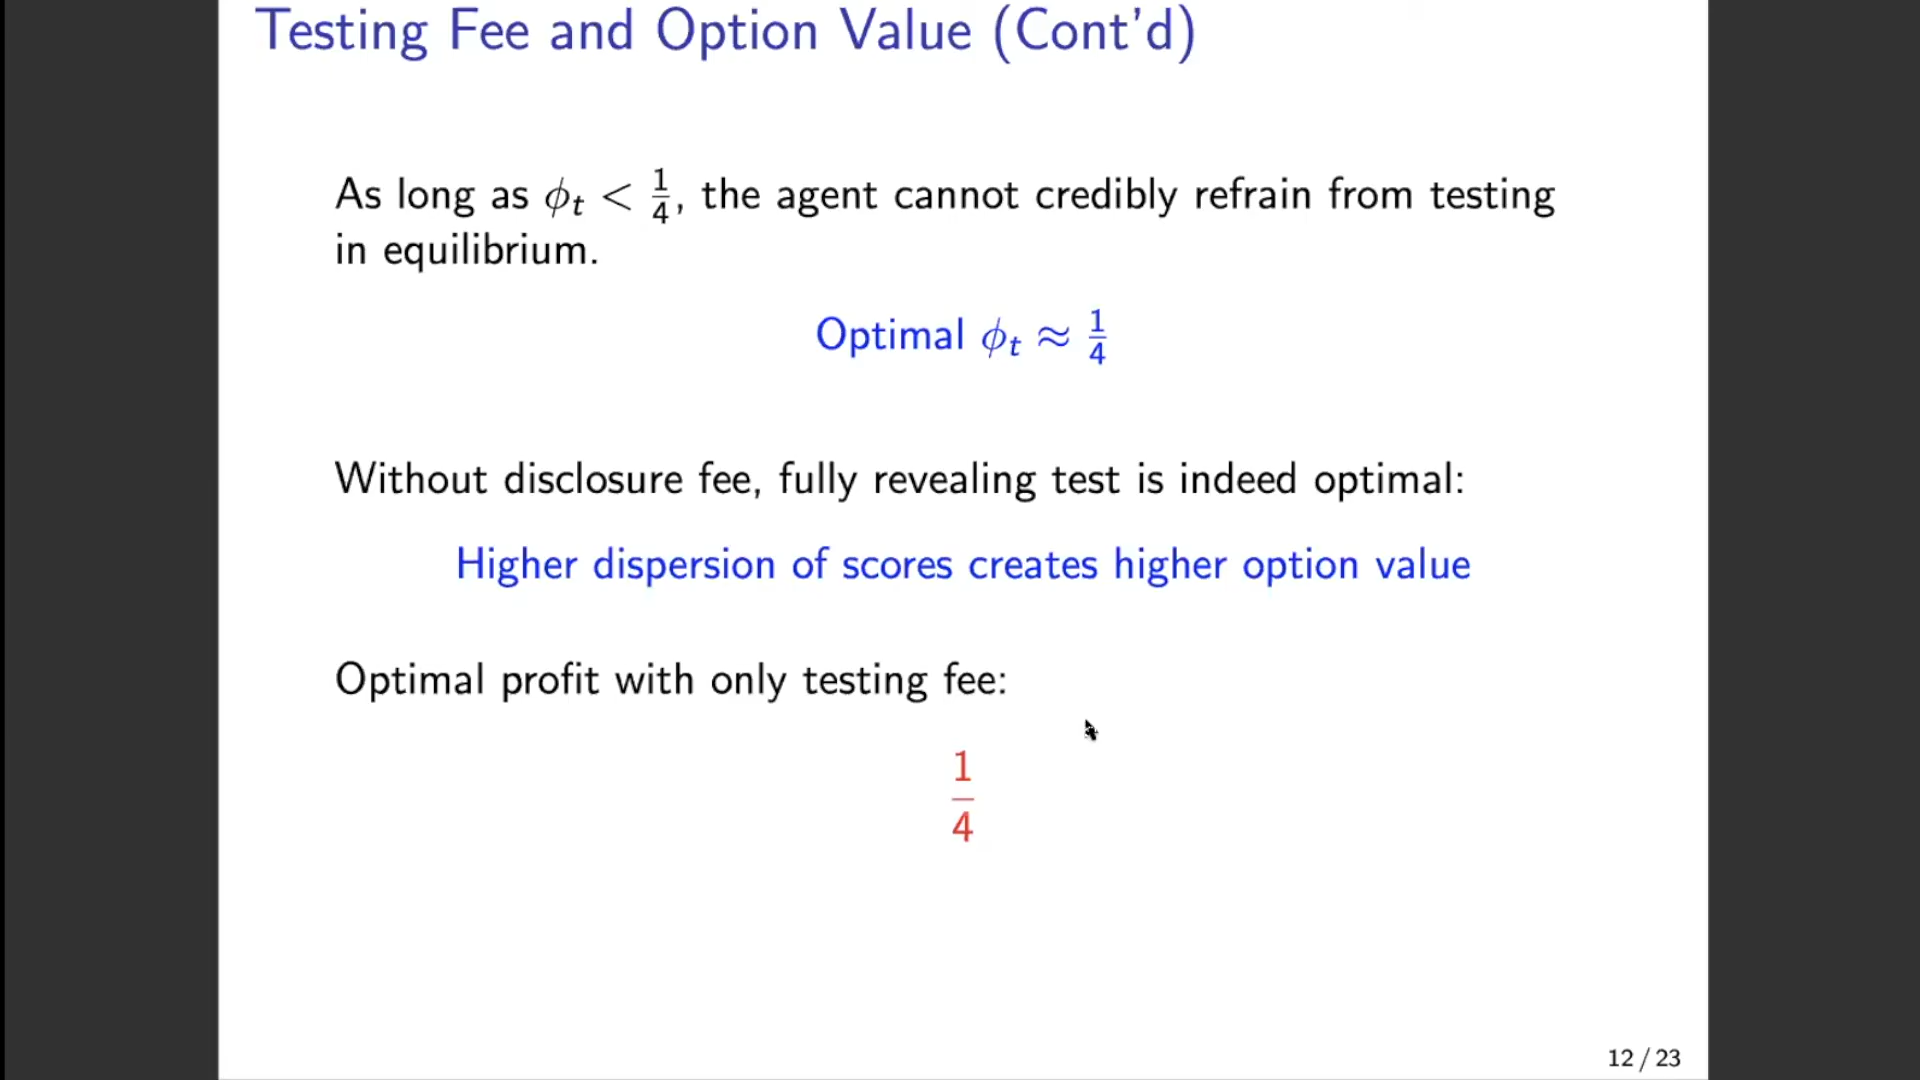 Testing Fee and Option Value (Cont'd)
As long as ϕt < 1/4, the agent cannot credibly refrain from testing
in equilibrium.
Optimal ϕt ≈ 1/4
Without disclosure fee, fully revealing test is indeed optimal:
Higher dispersion of scores creates higher option value
Optimal profit with only testing fee:
1/4
12 / 23